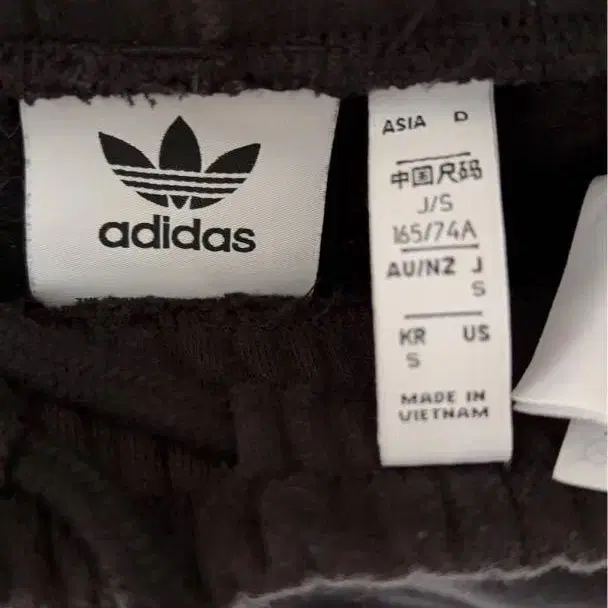 adidas
ASIA D
中国尺码
J/S
165/74A
AU/NZ J
S
KR US
S
MADE IN
VIETNAM